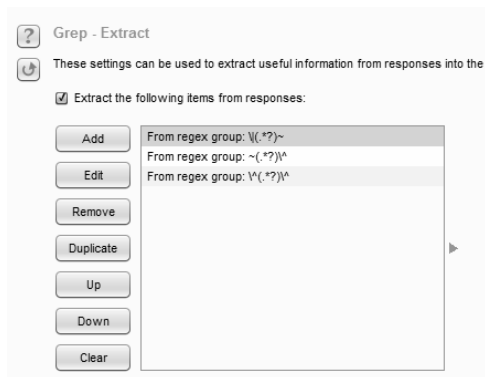 Grep - Extract
These settings can be used to extract useful information from responses into the
Extract the following items from responses:
Add
From regex group: \|(.*?)~
From regex group: ~(.*?)\^
Edit
From regex group: \^(.*?)\^
Remove
Duplicate
Up
Down
Clear